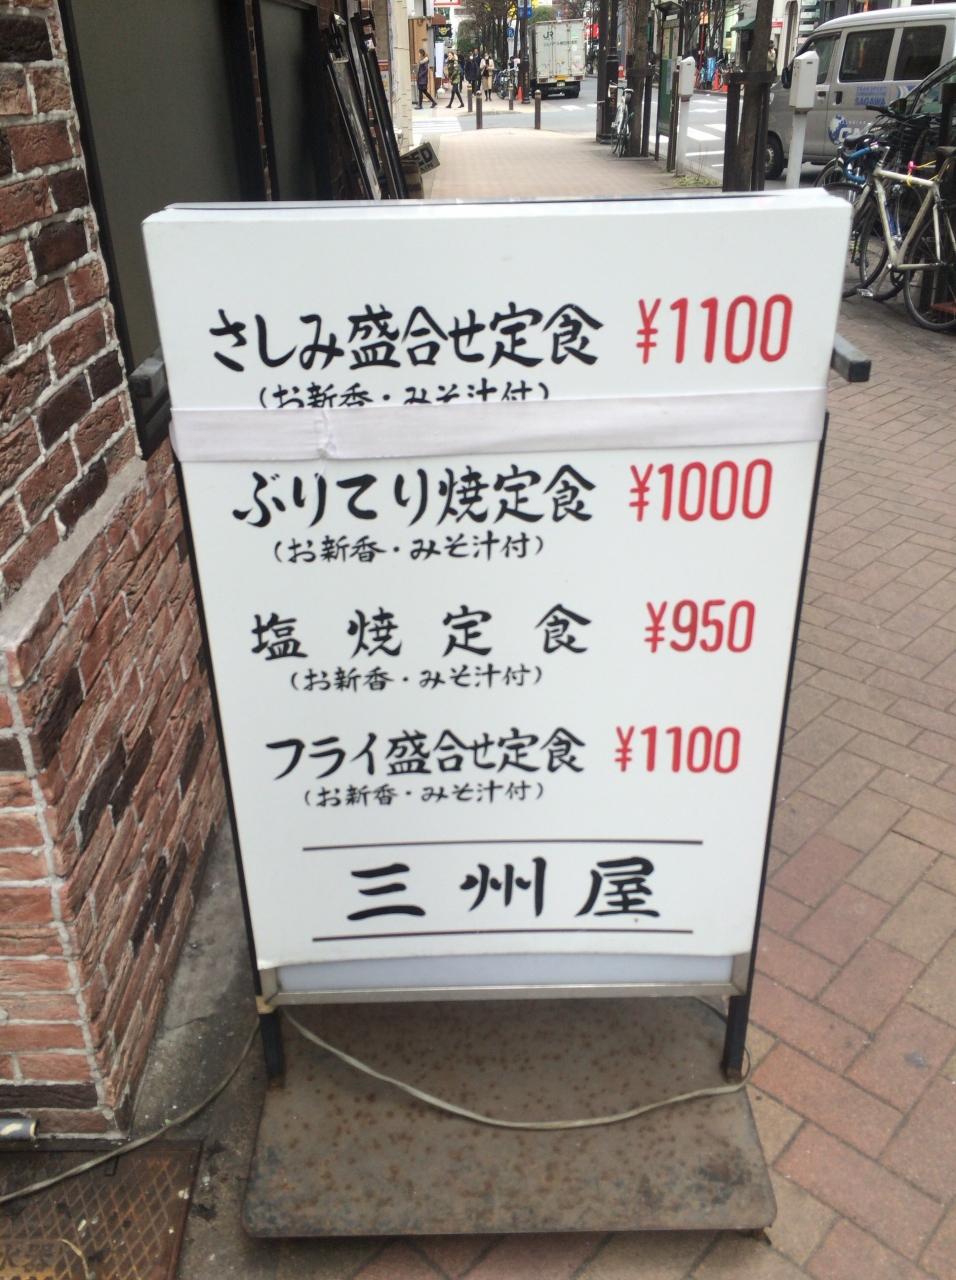 さしみ盛合せ定食 ¥1100
(お新香・みそ汁付)
ぶりてり焼定食 ¥1000
(お新香・みそ汁付)
塩焼定食 ¥950
(お新香・みそ汁付)
フライ盛合せ定食 ¥1100
(お新香・みそ汁付)
三州屋
JR
SAGAWA